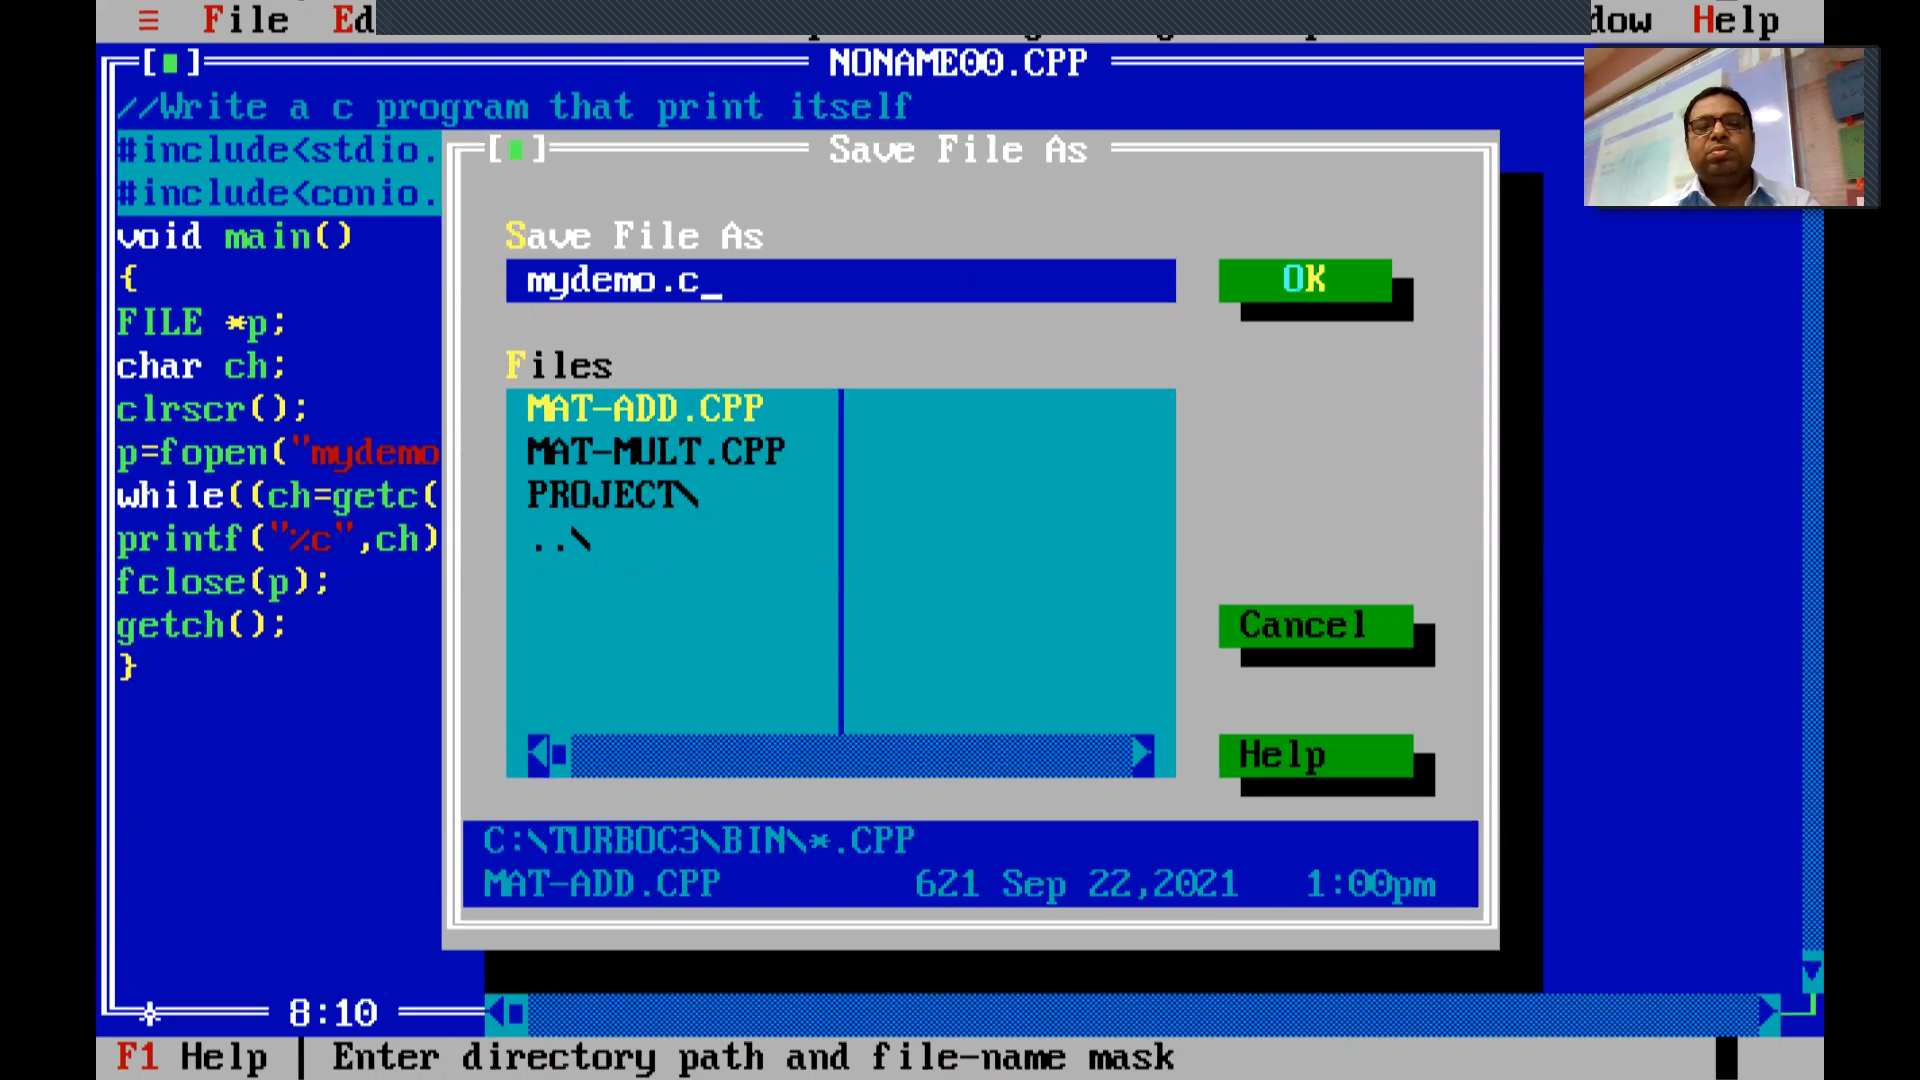 ≡ File Ed
dow Help
NONAME00.CPP
//Write a c program that print itself
#include<stdio.
#include<conio.
void main()
{
FILE *p;
char ch;
clrscr();
p=fopen("mydemo
while((ch=getc(
printf("%c",ch)
fclose(p);
getch();
}
Save File As
Save File As
mydemo.c_
OK
Files
MAT-ADD.CPP
MAT-MULT.CPP
PROJECT\
..\
Cancel
Help
C:\TURBOC3\BIN\*.CPP
MAT-ADD.CPP 621 Sep 22,2021 1:00pm
8:10
F1 Help | Enter directory path and file-name mask